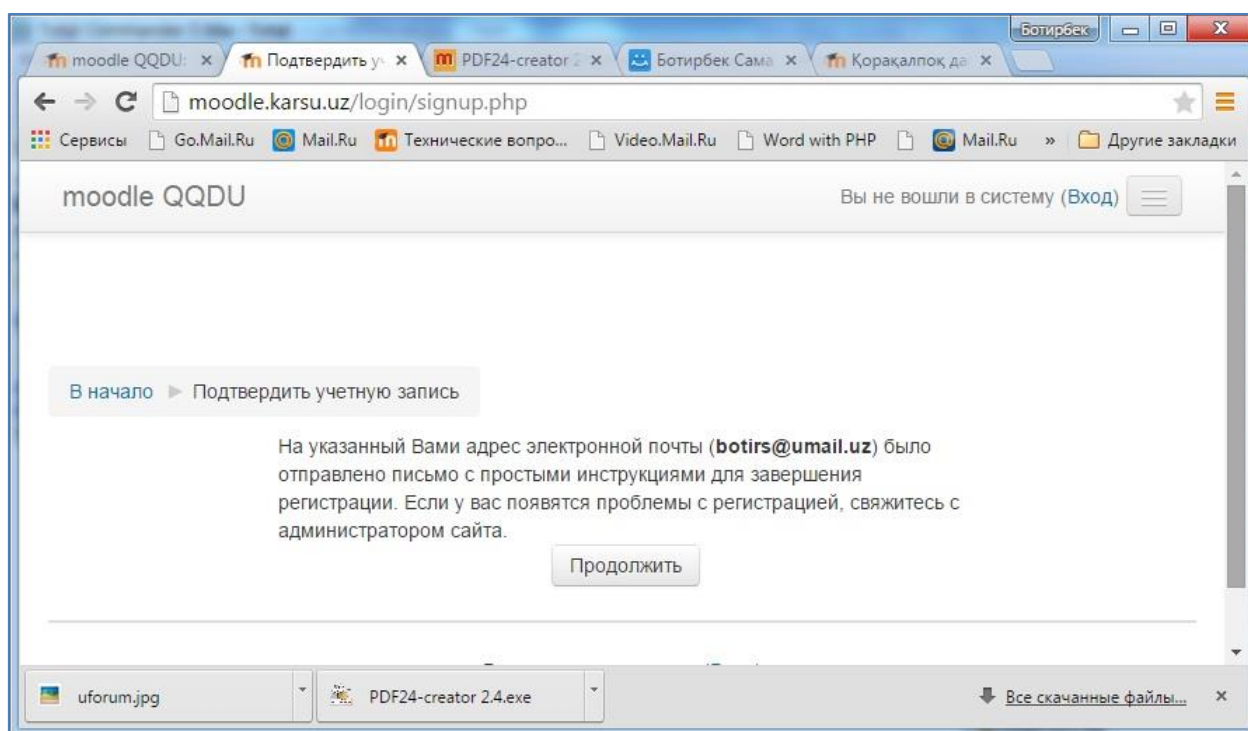 Ботирбек
moodle QQDU:
Подтвердить у
PDF24-creator 2
Ботирбек Сама
Қорақалпоқ да
moodle.karsu.uz/login/signup.php
Сервисы Go.Mail.Ru Mail.Ru Технические вопро... Video.Mail.Ru Word with PHP Mail.Ru » Другие закладки
moodle QQDU
Вы не вошли в систему (Вход)
В начало ► Подтвердить учетную запись
На указанный Вами адрес электронной почты (botirs@umail.uz) было
отправлено письмо с простыми инструкциями для завершения
регистрации. Если у вас появятся проблемы с регистрацией, свяжитесь с
администратором сайта.
Продолжить
uforum.jpg
PDF24-creator 2.4.exe
Все скачанные файлы...